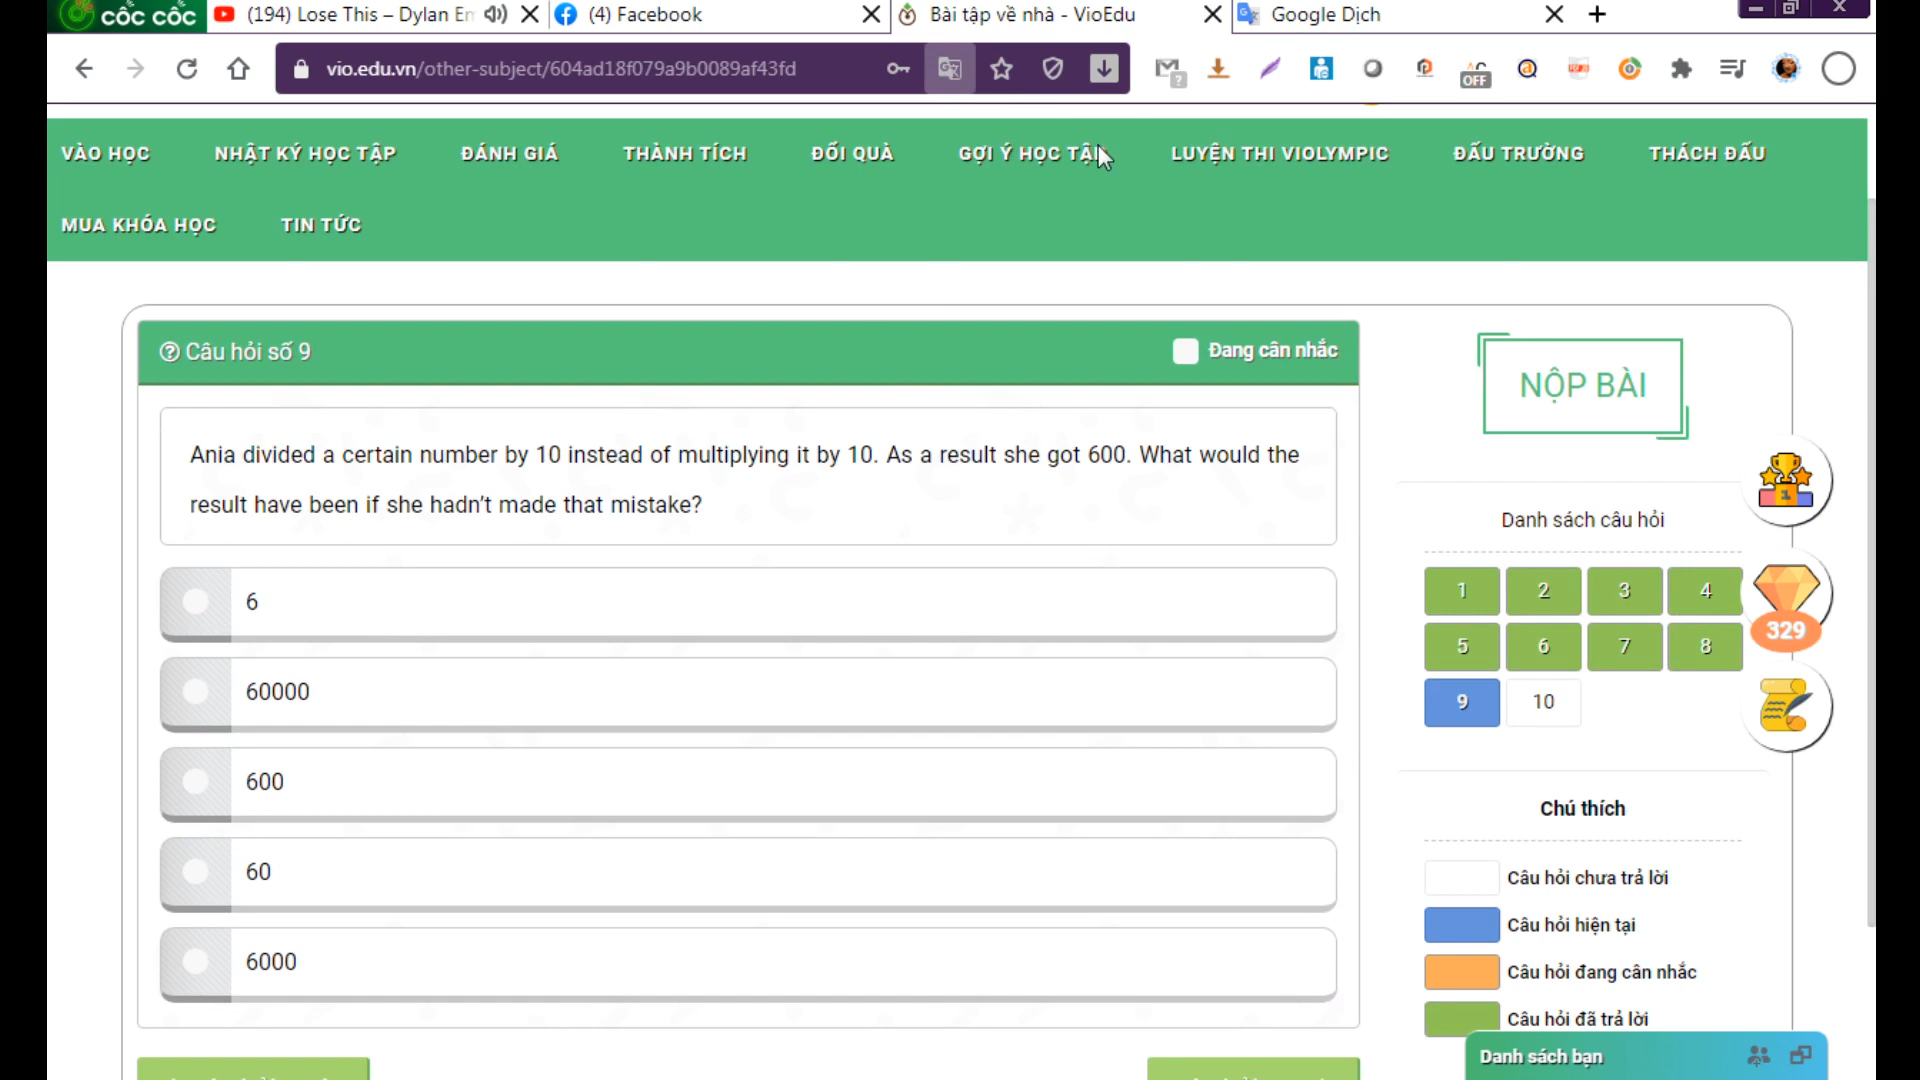 cốc cốc
(194) Lose This – Dylan Em
(4) Facebook
Bài tập về nhà - VioEdu
Google Dịch
vio.edu.vn/other-subject/604ad18f079a9b0089af43fd
OFF
VÀO HỌC
NHẬT KÝ HỌC TẬP
ĐÁNH GIÁ
THÀNH TÍCH
ĐỔI QUÀ
GỢI Ý HỌC TẬP
LUYỆN THI VIOLYMPIC
ĐẤU TRƯỜNG
THÁCH ĐẤU
MUA KHÓA HỌC
TIN TỨC
Câu hỏi số 9
Đang cân nhắc
Ania divided a certain number by 10 instead of multiplying it by 10. As a result she got 600. What would the
result have been if she hadn't made that mistake?
6
60000
600
60
6000
NỘP BÀI
Danh sách câu hỏi
1 2 3 4
5 6 7 8
9 10
1
329
Chú thích
Câu hỏi chưa trả lời
Câu hỏi hiện tại
Câu hỏi đang cân nhắc
Câu hỏi đã trả lời
Danh sách bạn